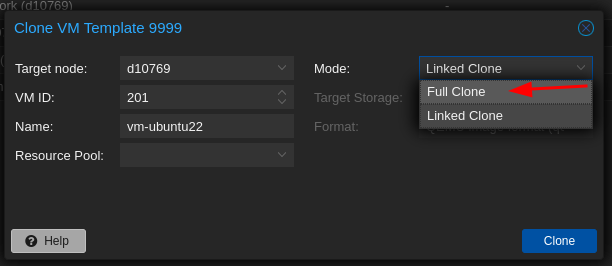 ork (d10769)
-
Clone VM Template 9999
Target node: d10769
Mode: Linked Clone
Full Clone
Linked Clone
VM ID: 201
Target Storage:
Name: vm-ubuntu22
Format:
Resource Pool:
Help
Clone